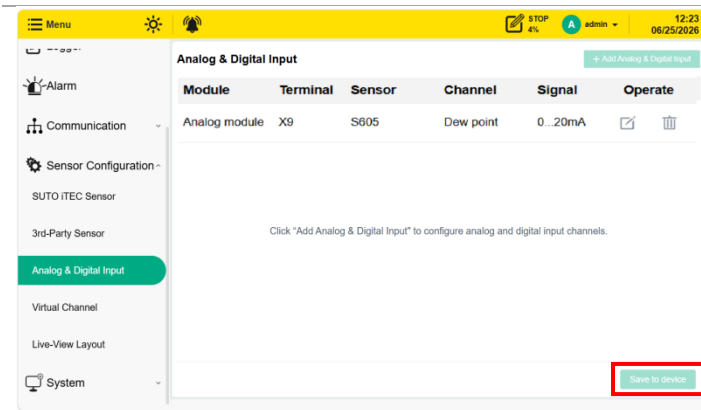 Menu
STOP
4%
A
admin
12:23
06/25/2026
Logger
Alarm
Communication
Sensor Configuration
SUTO iTEC Sensor
3rd-Party Sensor
Analog & Digital Input
Virtual Channel
Live-View Layout
System
Analog & Digital Input
+ Add Analog & Digital Input
Module Terminal Sensor Channel Signal Operate
Analog module X9 S605 Dew point 0...20mA
Click "Add Analog & Digital Input" to configure analog and digital input channels.
Save to device